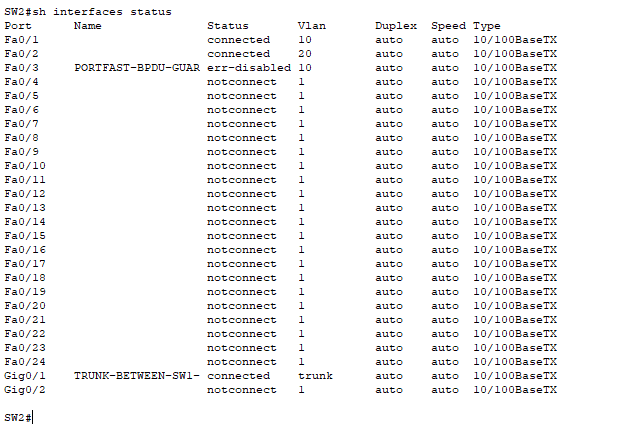 SW2#sh interfaces status
Port Name Status Vlan Duplex Speed Type
Fa0/1 connected 10 auto auto 10/100BaseTX
Fa0/2 connected 20 auto auto 10/100BaseTX
Fa0/3 PORTFAST-BPDU-GUAR err-disabled 10 auto auto 10/100BaseTX
Fa0/4 notconnect 1 auto auto 10/100BaseTX
Fa0/5 notconnect 1 auto auto 10/100BaseTX
Fa0/6 notconnect 1 auto auto 10/100BaseTX
Fa0/7 notconnect 1 auto auto 10/100BaseTX
Fa0/8 notconnect 1 auto auto 10/100BaseTX
Fa0/9 notconnect 1 auto auto 10/100BaseTX
Fa0/10 notconnect 1 auto auto 10/100BaseTX
Fa0/11 notconnect 1 auto auto 10/100BaseTX
Fa0/12 notconnect 1 auto auto 10/100BaseTX
Fa0/13 notconnect 1 auto auto 10/100BaseTX
Fa0/14 notconnect 1 auto auto 10/100BaseTX
Fa0/15 notconnect 1 auto auto 10/100BaseTX
Fa0/16 notconnect 1 auto auto 10/100BaseTX
Fa0/17 notconnect 1 auto auto 10/100BaseTX
Fa0/18 notconnect 1 auto auto 10/100BaseTX
Fa0/19 notconnect 1 auto auto 10/100BaseTX
Fa0/20 notconnect 1 auto auto 10/100BaseTX
Fa0/21 notconnect 1 auto auto 10/100BaseTX
Fa0/22 notconnect 1 auto auto 10/100BaseTX
Fa0/23 notconnect 1 auto auto 10/100BaseTX
Fa0/24 notconnect 1 auto auto 10/100BaseTX
Gig0/1 TRUNK-BETWEEN-SW1- connected trunk auto auto 10/100BaseTX
Gig0/2 notconnect 1 auto auto 10/100BaseTX
SW2#